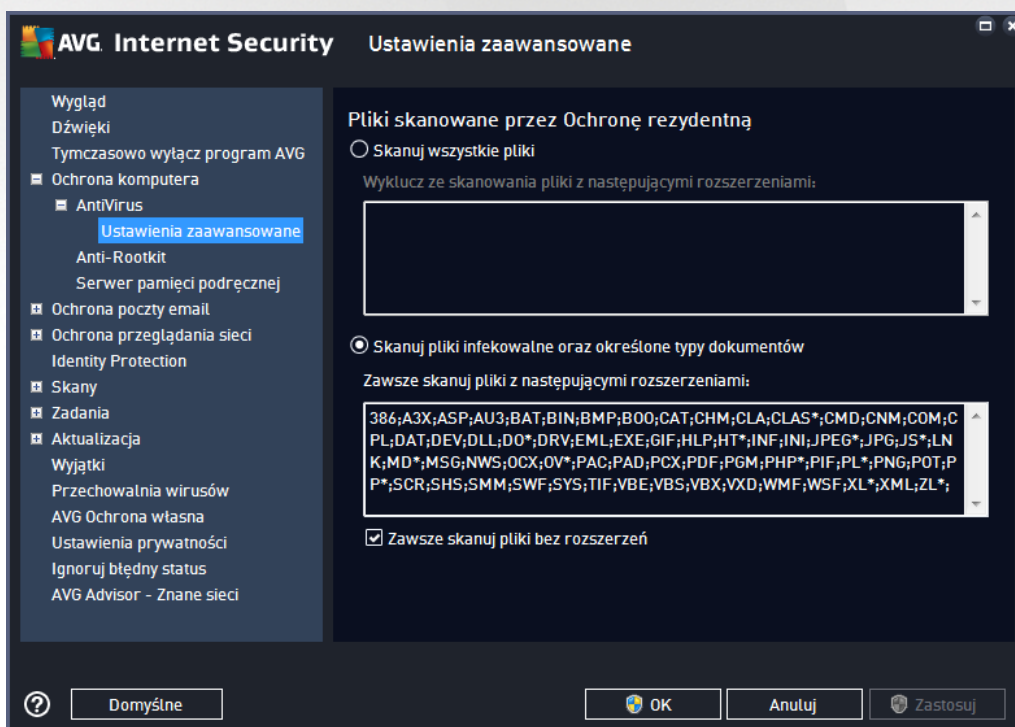 AVG. Internet Security
Ustawienia zaawansowane
Wygląd
Dźwięki
Tymczasowo wyłącz program AVG
Ochrona komputera
AntiVirus
Ustawienia zaawansowane
Anti-Rootkit
Serwer pamięci podręcznej
Ochrona poczty email
Ochrona przeglądania sieci
Identity Protection
Skany
Zadania
Aktualizacja
Wyjątki
Przechowalnia wirusów
AVG Ochrona własna
Ustawienia prywatności
Ignoruj błędny status
AVG Advisor - Znane sieci
Pliki skanowane przez Ochronę rezydentną
Skanuj wszystkie pliki
Wyklucz ze skanowania pliki z następującymi rozszerzeniami:
Skanuj pliki infekowalne oraz określone typy dokumentów
Zawsze skanuj pliki z następującymi rozszerzeniami:
386;A3X;ASP;AU3;BAT;BIN;BMP;BOO;CAT;CHM;CLA;CLAS*;CMD;CNM;COM;C
PL;DAT;DEV;DLL;DO*;DRV;EML;EXE;GIF;HLP;HT*;INF;INI;JPEG*;JPG;JS*;LN
K;MD*;MSG;NWS;OCX;OV*;PAC;PAD;PCX;PDF;PGM;PHP*;PIF;PL*;PNG;POT;P
P*;SCR;SHS;SMM;SWF;SYS;TIF;VBE;VBS;VBX;VXD;WMF;WSF;XL*;XML;ZL*;
Zawsze skanuj pliki bez rozszerzeń
Domyślne
OK
Anuluj
Zastosuj